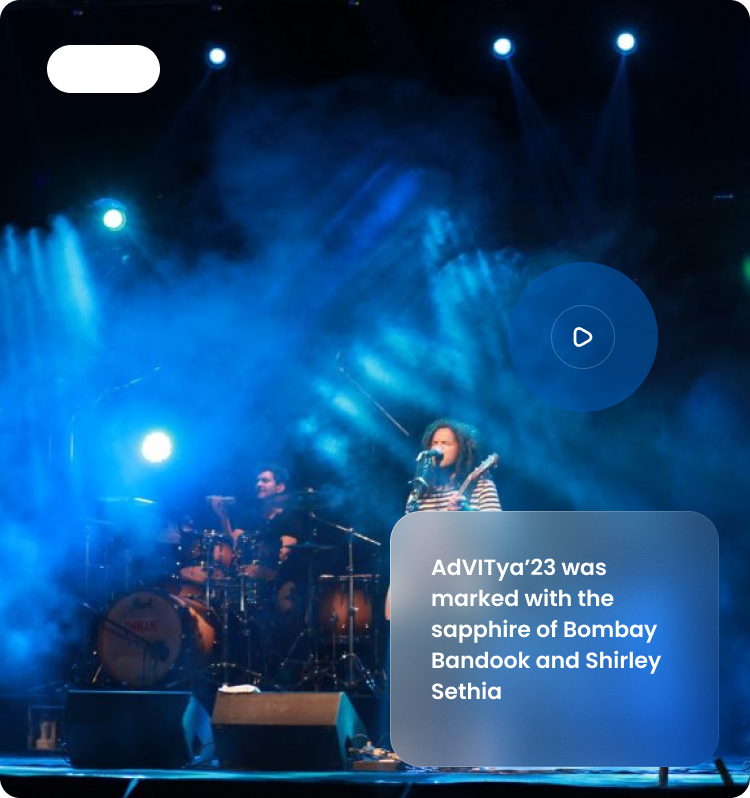 AdVITya’23 was
marked with the
sapphire of Bombay
Bandook and Shirley
Sethia